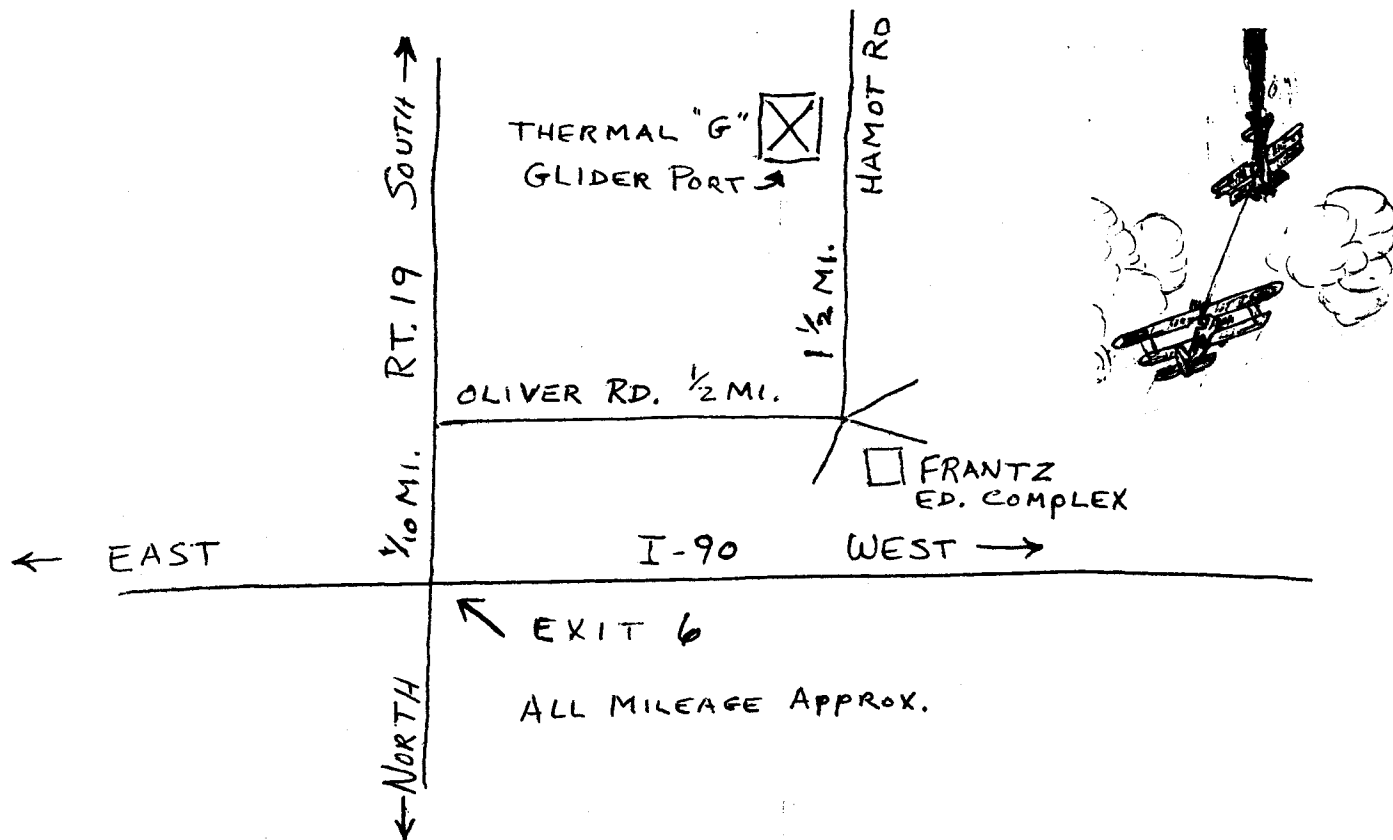 HAMOT RD
SOUTH
THERMAL "G"
GLIDER PORT
RT. 19
1 1/2 MI.
OLIVER RD. 1/2 MI.
FRANTZ
ED. COMPLEX
/10 MI.
EAST
I-90
WEST
EXIT 6
ALL MILEAGE APPROX.
NORTH